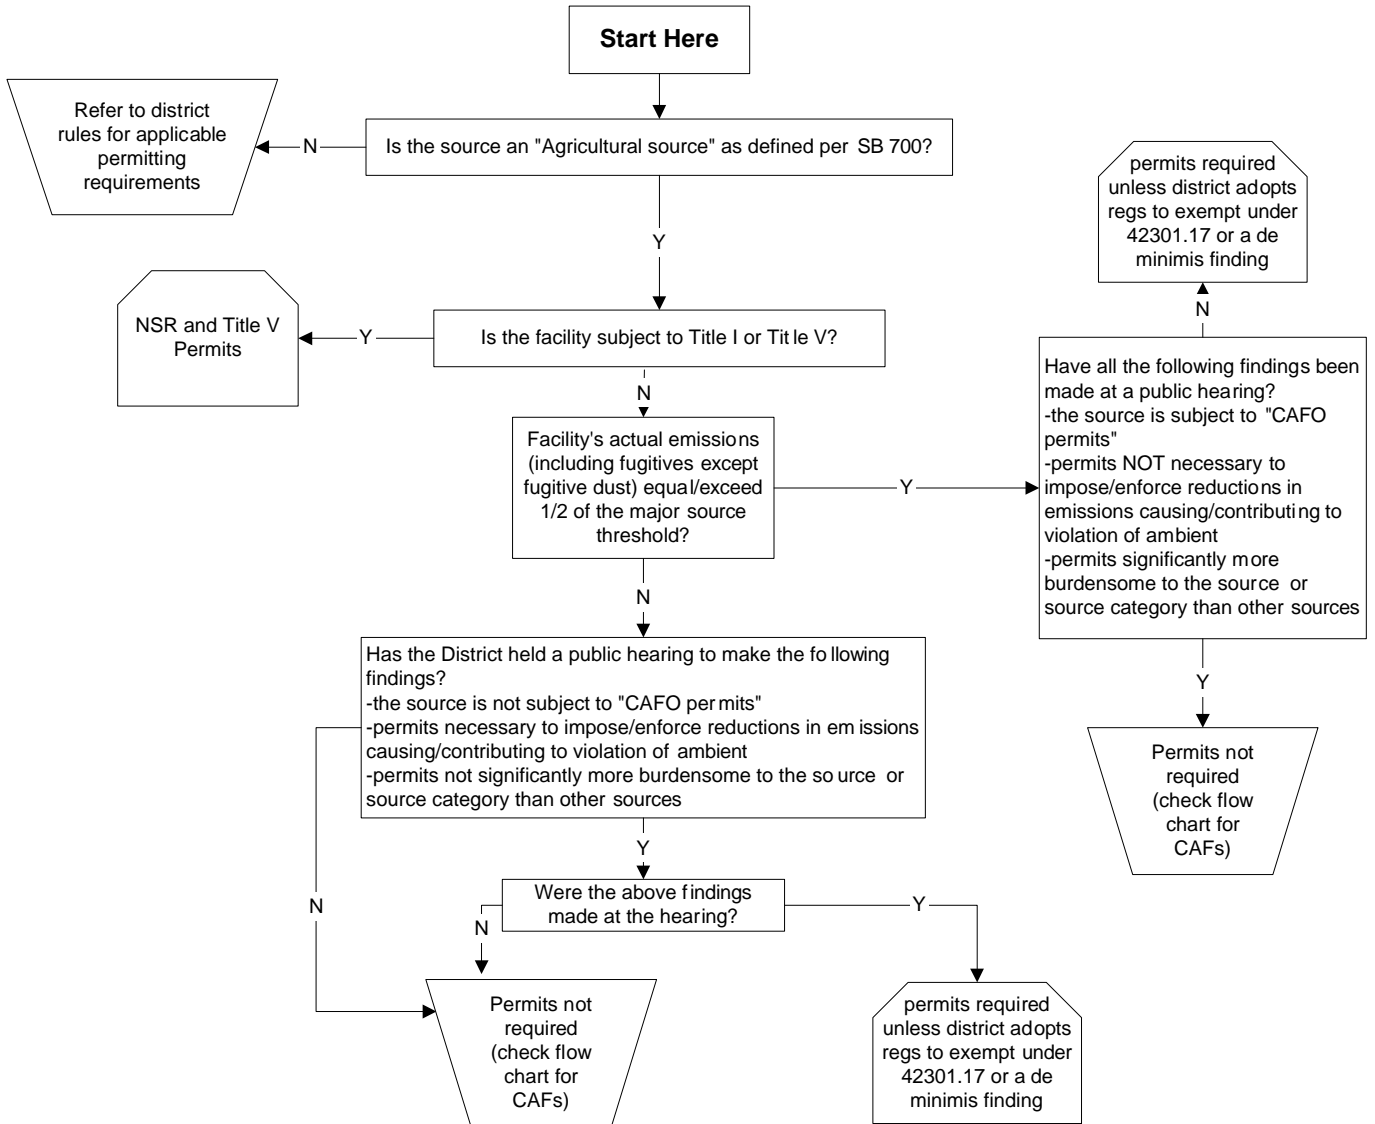 Start Here
Refer to district
rules for applicable
permitting
requirements
N
Is the source an "Agricultural source" as defined per SB 700?
permits required
unless district adopts
regs to exempt under
42301.17 or a de
minimis finding
Y
NSR and Title V
Permits
Y
Is the facility subject to Title I or Title V?
N
N
Have all the following findings been
made at a public hearing?
-the source is subject to "CAFO
permits"
-permits NOT necessary to
impose/enforce reductions in
emissions causing/contributing to
violation of ambient
-permits significantly more
burdensome to the source or
source category than other sources
Facility's actual emissions
(including fugitives except
fugitive dust) equal/exceed
1/2 of the major source
threshold?
Y
N
Y
Has the District held a public hearing to make the following
findings?
-the source is not subject to "CAFO permits"
-permits necessary to impose/enforce reductions in emissions
causing/contributing to violation of ambient
-permits not significantly more burdensome to the source or
source category than other sources
Permits not
required
(check flow
chart for
CAFs)
Y
N
Were the above findings
made at the hearing?
N
Y
Permits not
required
(check flow
chart for
CAFs)
permits required
unless district adopts
regs to exempt under
42301.17 or a de
minimis finding